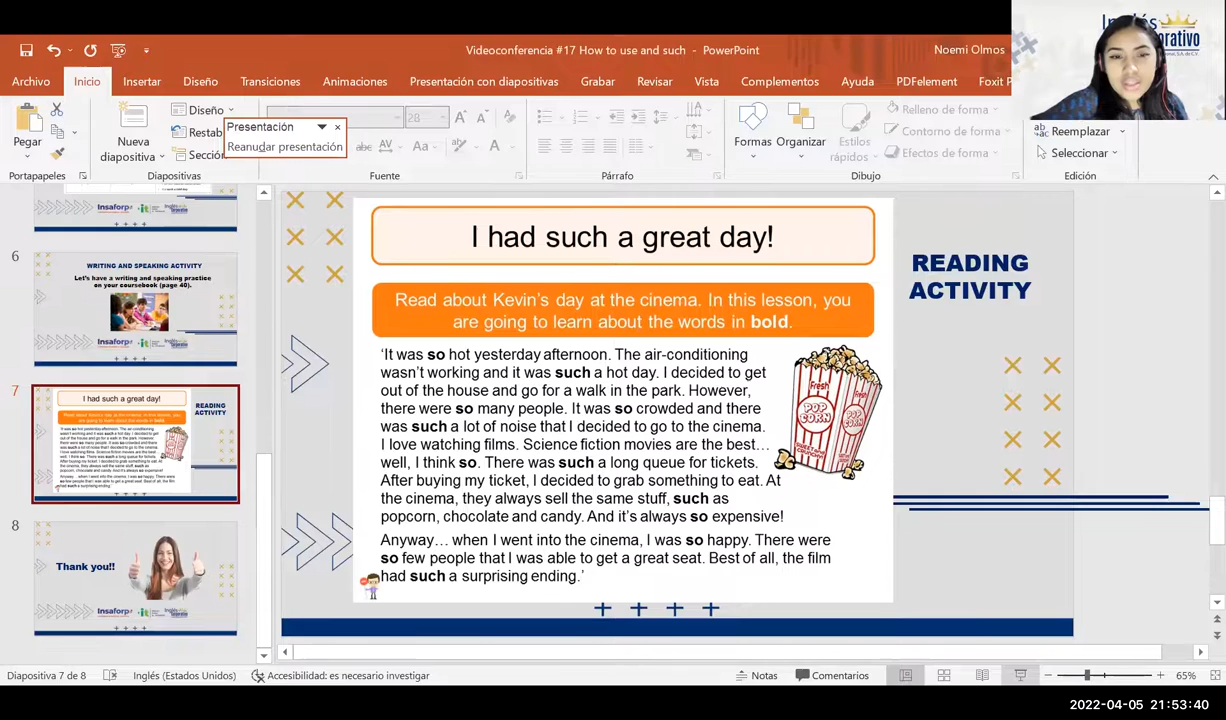 Videoconferencia #17 How to use and such - PowerPoint
Noemi Olmos
Archivo Inicio Insertar Diseño Transiciones Animaciones Presentación con diapositivas Grabar Revisar Vista Complementos Ayuda PDFelement Foxit P
Pegar
Nueva
diapositiva
Diseño
Restab
Sección
Presentación
Reanudar presentación
28
Formas
Organizar
Estilos
rápidos
Relleno de forma
Contorno de forma
Efectos de forma
Reemplazar
Seleccionar
Portapapeles
Diapositivas
Fuente
Párrafo
Dibujo
Edición
6
WRITING AND SPEAKING ACTIVITY
Let's have a writing and speaking practice
on your coursebook (page 40).
Insaforp
7
8
Thank you!!
Insaforp
I had such a great day!
Read about Kevin's day at the cinema. In this lesson, you
are going to learn about the words in bold.
'It was so hot yesterday afternoon. The air-conditioning
wasn't working and it was such a hot day. I decided to get
out of the house and go for a walk in the park. However,
there were so many people. It was so crowded and there
was such a lot of noise that I decided to go to the cinema.
I love watching films. Science fiction movies are the best…
well, I think so. There was such a long queue for tickets.
After buying my ticket, I decided to grab something to eat. At
the cinema, they always sell the same stuff, such as
popcorn, chocolate and candy. And it's always so expensive!
Anyway… when I went into the cinema, I was so happy. There were
so few people that I was able to get a great seat. Best of all, the film
had such a surprising ending.'
Fresh
POP
CORN
READING
ACTIVITY
Diapositiva 7 de 8
Inglés (Estados Unidos)
Accesibilidad: es necesario investigar
Notas
Comentarios
65%
2022-04-05 21:53:40